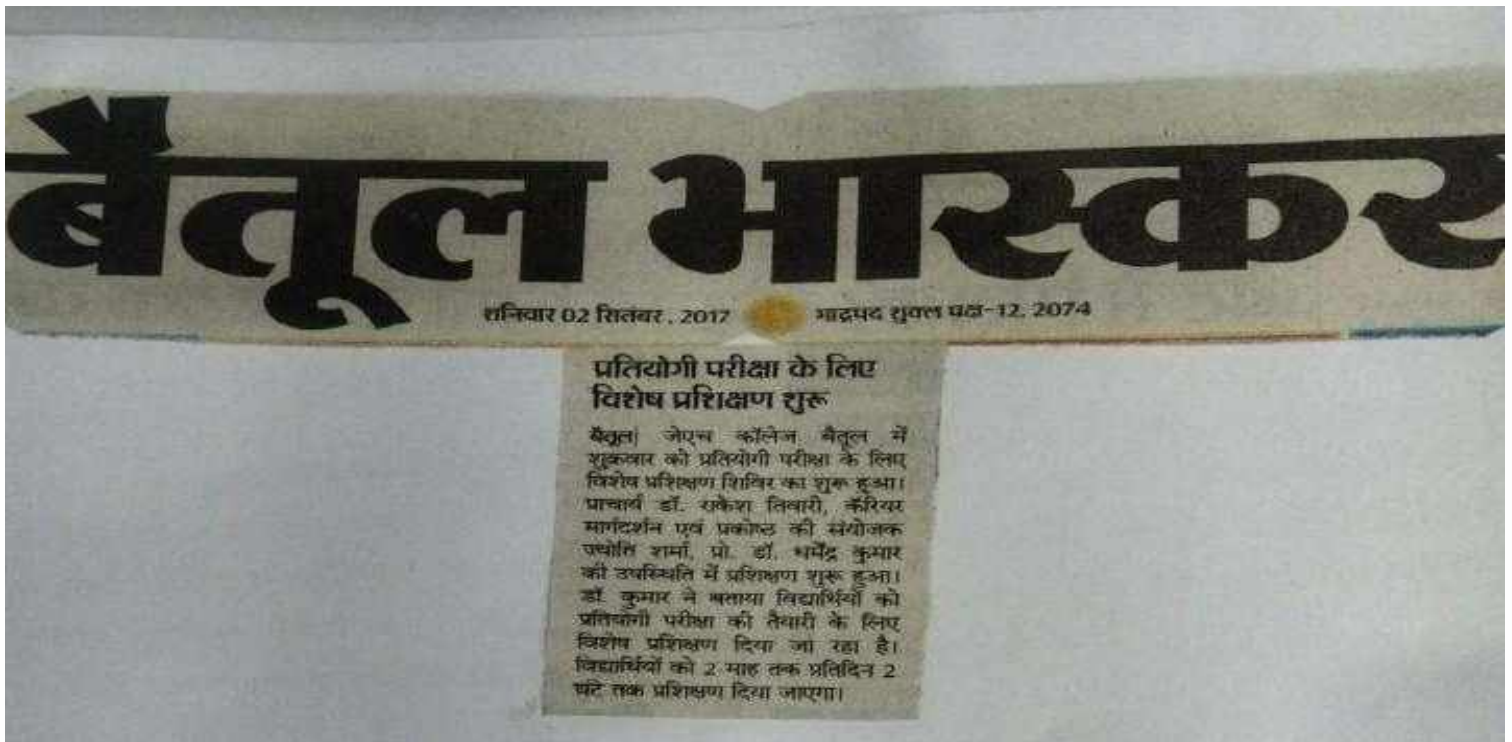 बैतूल भास्कर
शनिवार 02 सितंबर, 2017 भाद्रपद शुक्ल पक्ष-12, 2074
प्रतियोगी परीक्षा के लिए
विशेष प्रशिक्षण शुरू
बैतूल| जेएच कॉलेज बैतूल में
शुक्रवार को प्रतियोगी परीक्षा के लिए
विशेष प्रशिक्षण शिविर का शुरू हुआ।
प्राचार्य डॉ. राकेश तिवारी, कॅरियर
मार्गदर्शन एवं प्रकोष्ठ की संयोजक
ज्योति शर्मा, प्रो. डॉ. धर्मेंद्र कुमार
की उपस्थिति में प्रशिक्षण शुरू हुआ।
डॉ. कुमार ने बताया विद्यार्थियों को
प्रतियोगी परीक्षा की तैयारी के लिए
विशेष प्रशिक्षण दिया जा रहा है।
विद्यार्थियों को 2 माह तक प्रतिदिन 2
घंटे तक प्रशिक्षण दिया जाएगा।